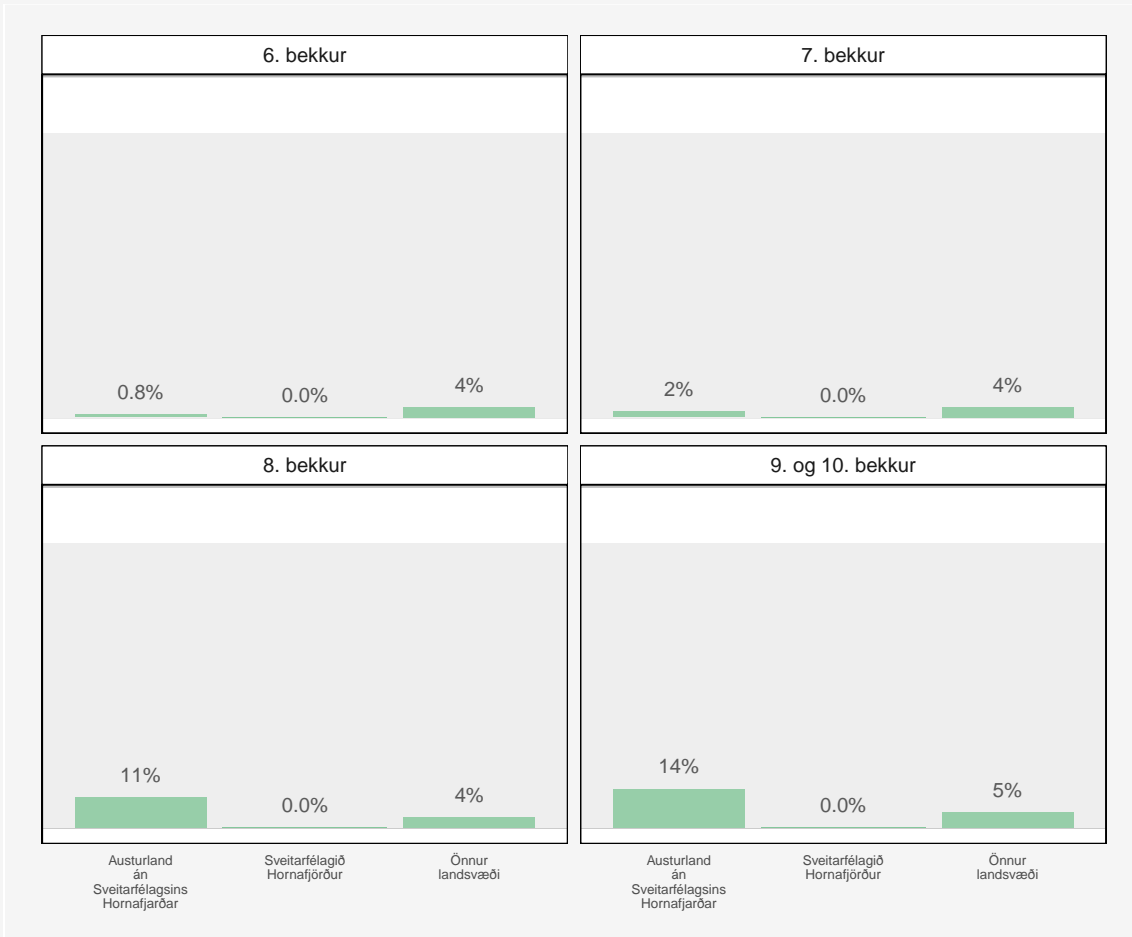 6. bekkur
7. bekkur
0.8%
0.0%
4%
2%
0.0%
4%
8. bekkur
9. og 10. bekkur
11%
0.0%
4%
14%
0.0%
5%
Austurland
án
Sveitarfélagsins
Hornafjarðar
Sveitarfélagið
Hornafjörður
Önnur
landsvæði
Austurland
án
Sveitarfélagsins
Hornafjarðar
Sveitarfélagið
Hornafjörður
Önnur
landsvæði